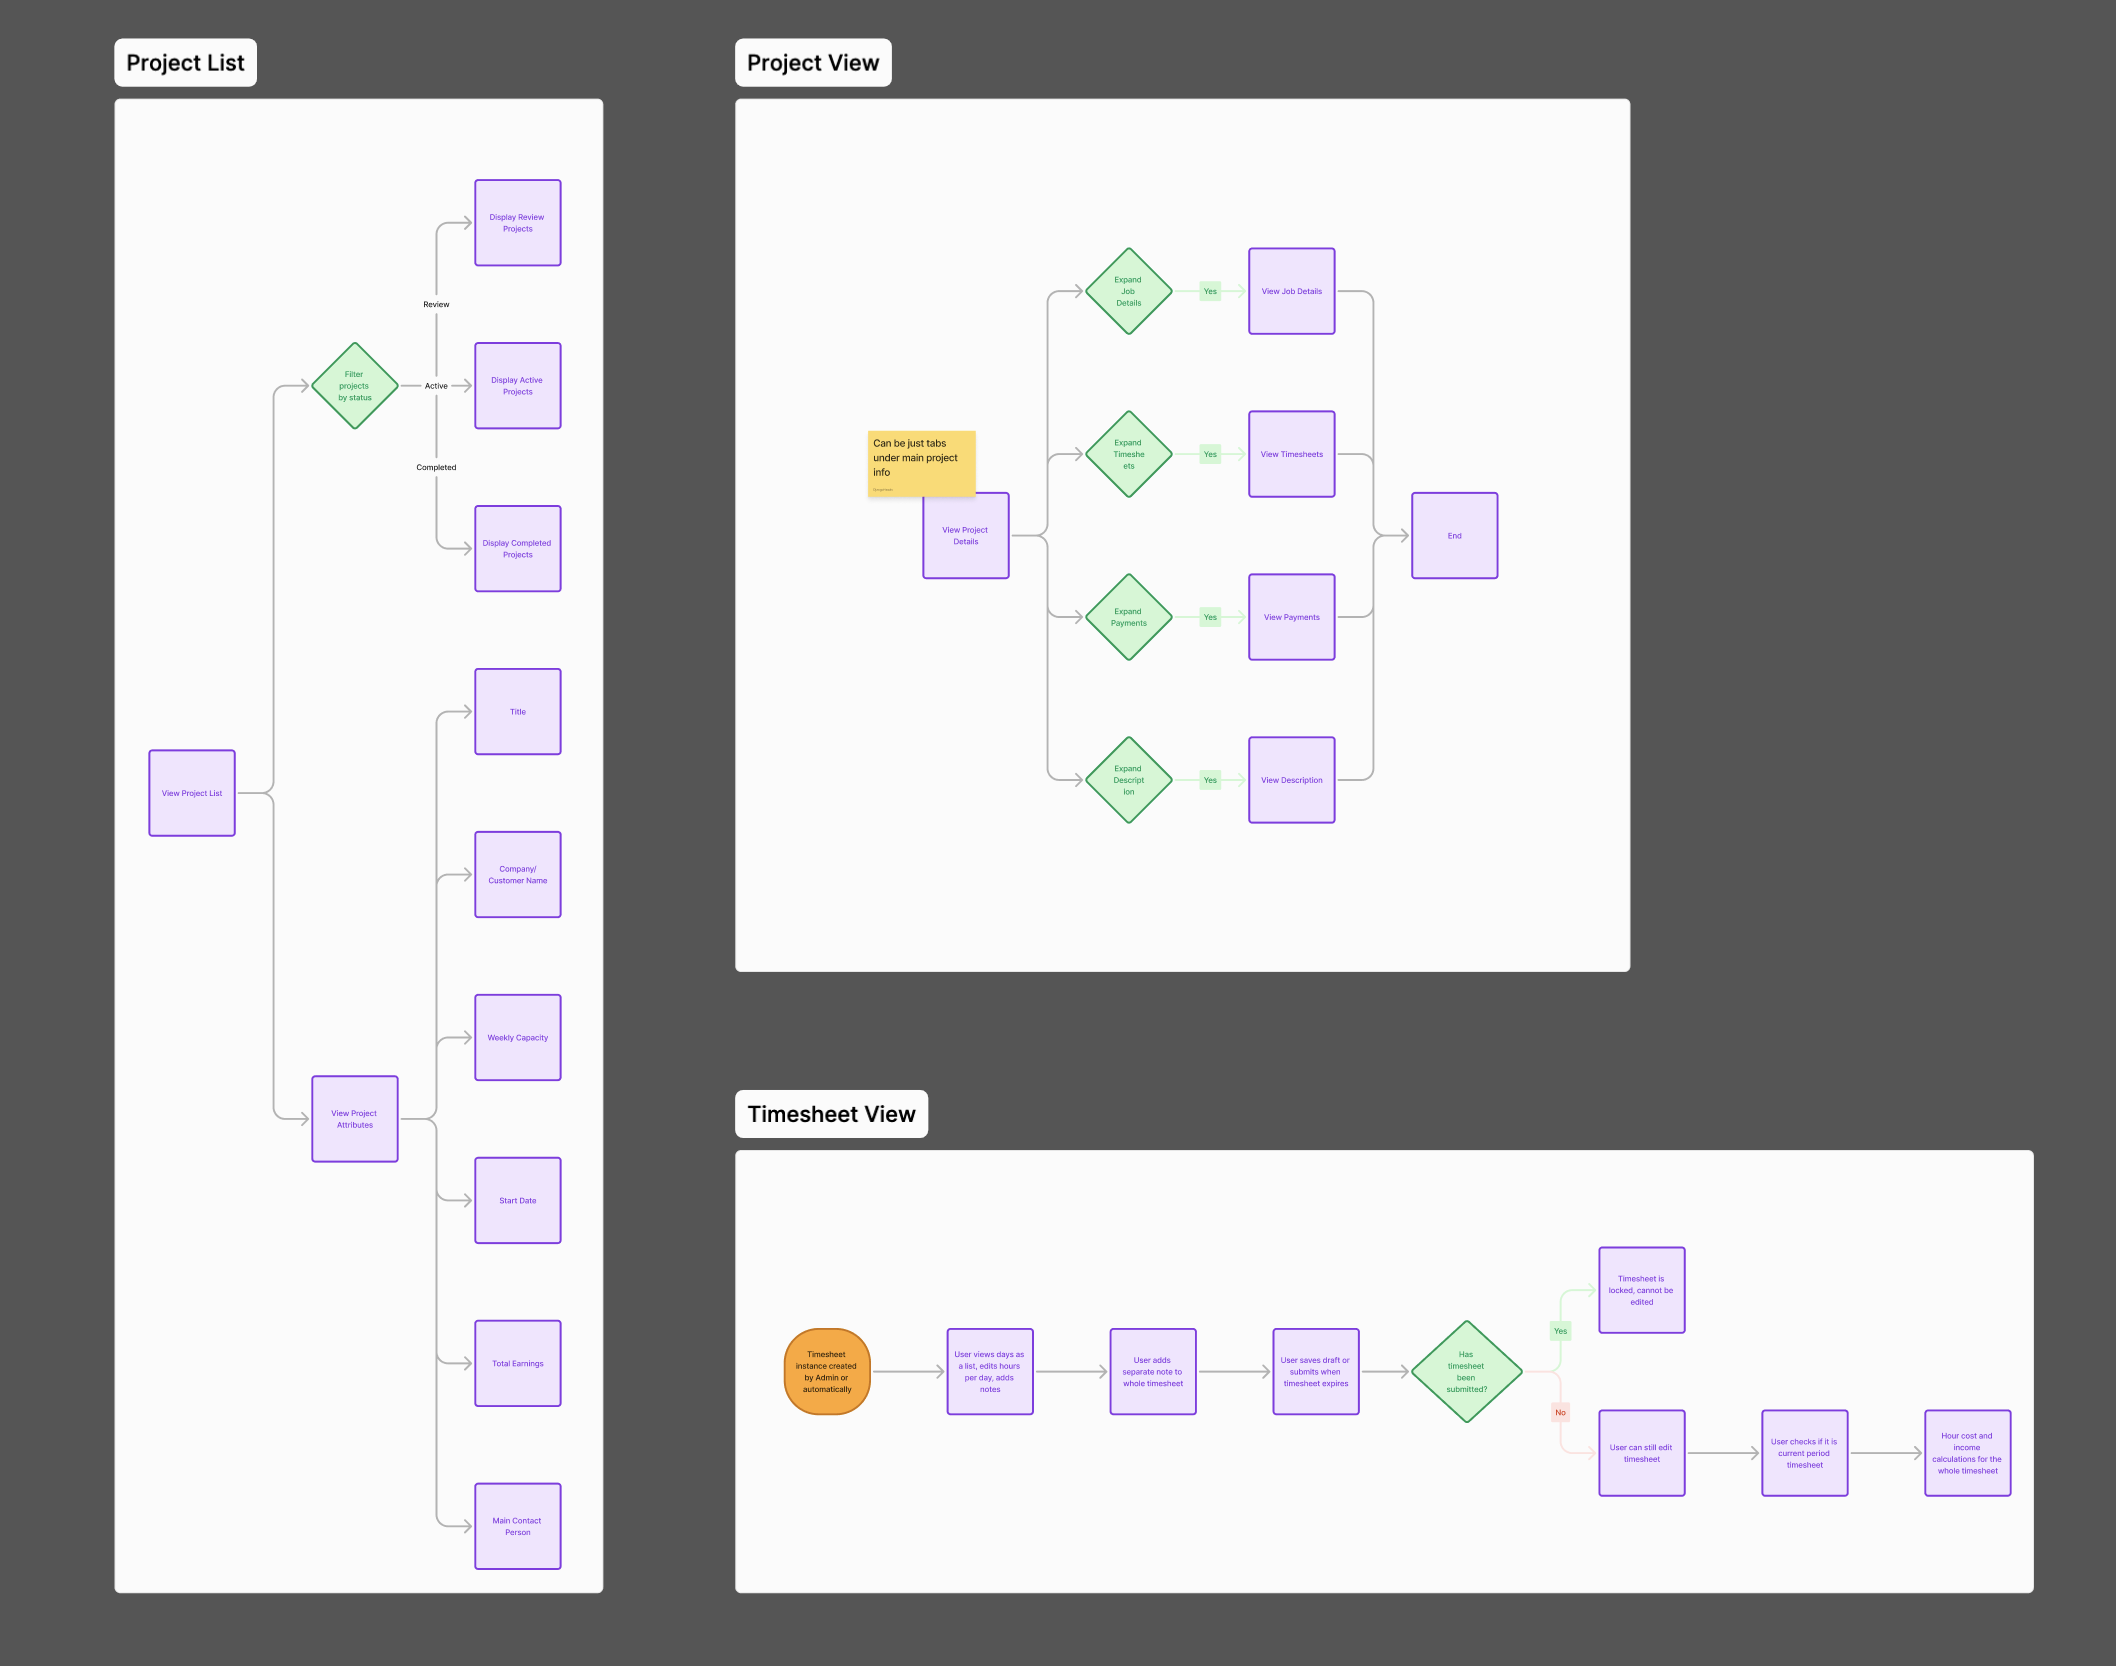 Project List
Display Review
Projects
Review
Filter
projects
by status
Active
Display Active
Projects
Completed
Display Completed
Projects
Title
View Project List
Company/
Customer Name
Weekly Capacity
View Project
Attributes
Start Date
Total Earnings
Main Contact
Person
Project View
Expand
Job
Details
Yes
View Job Details
Can be just tabs
under main project
info
Expand
Timeshe
ets
Yes
View Timesheets
View Project
Details
End
Expand
Payments
Yes
View Payments
Expand
Descript
ion
Yes
View Description
Timesheet View
Timesheet
instance created
by Admin or
automatically
User views days as
a list, edits hours
per day, adds
notes
User adds
separate note to
whole timesheet
User saves draft or
submits when
timesheet expires
Has
timesheet
been
submitted?
Yes
Timesheet is
locked, cannot be
edited
No
User can still edit
timesheet
User checks if it is
current period
timesheet
Hour cost and
income
calculations for the
whole timesheet